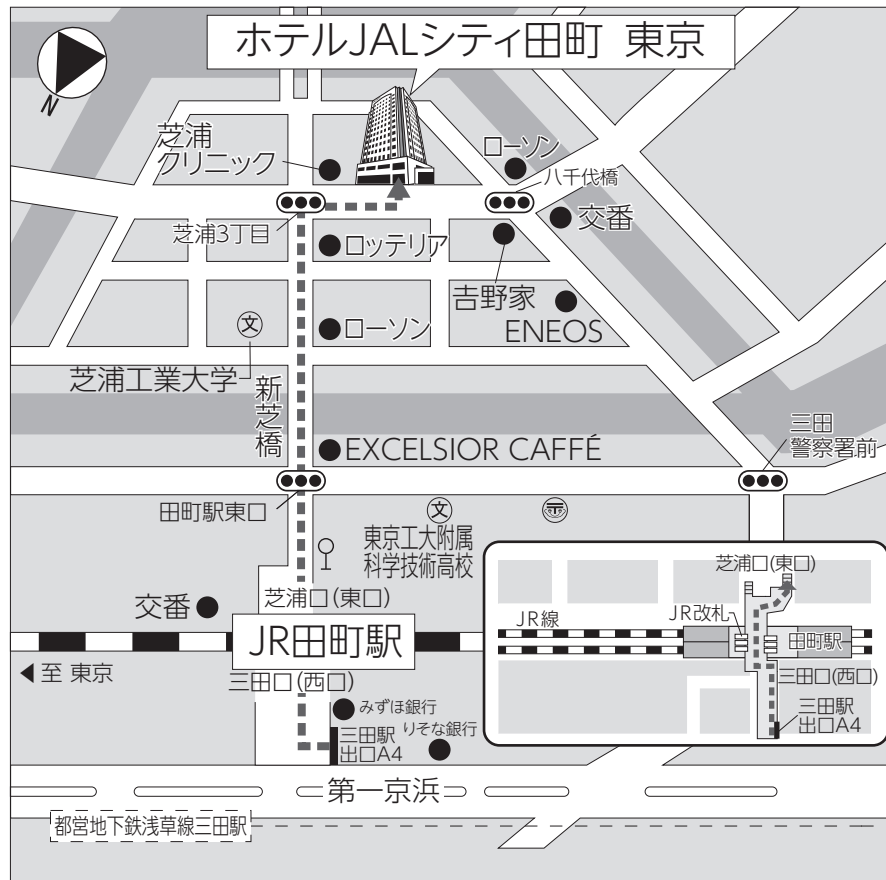 ホテルJALシティ田町 東京
N
芝浦
クリニック
ローソン
八千代橋
交番
芝浦3丁目
ロッテリア
吉野家
ENEOS
文
ローソン
芝浦工業大学
新芝橋
EXCELSIOR CAFFÉ
三田
警察署前
田町駅東口
文
〶
東京工大附属
科学技術高校
芝浦口(東口)
交番
JR田町駅
◀至 東京
三田口(西口)
みずほ銀行
りそな銀行
三田駅
出口A4
芝浦口(東口)
JR線
JR改札
田町駅
三田口(西口)
三田駅
出口A4
第一京浜
都営地下鉄浅草線三田駅